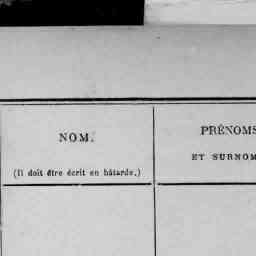 NOM.
(Il doit être écrit en bâtarde.)
PRÉNOMS
ET SURNOM